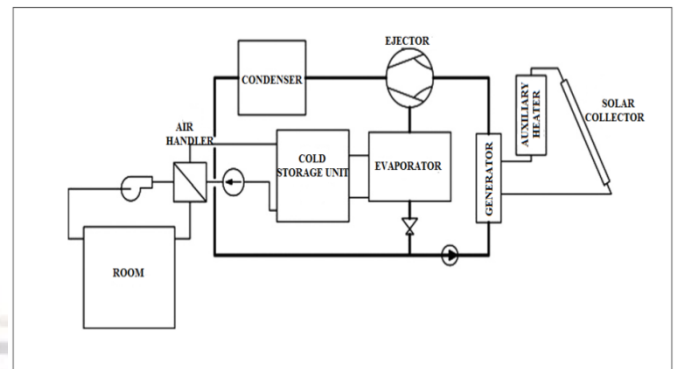 EJECTOR
CONDENSER
AIR
HANDLER
COLD
STORAGE UNIT
EVAPORATOR
GENERATOR
AUXILIARY
HEATER
SOLAR
COLLECTOR
ROOM